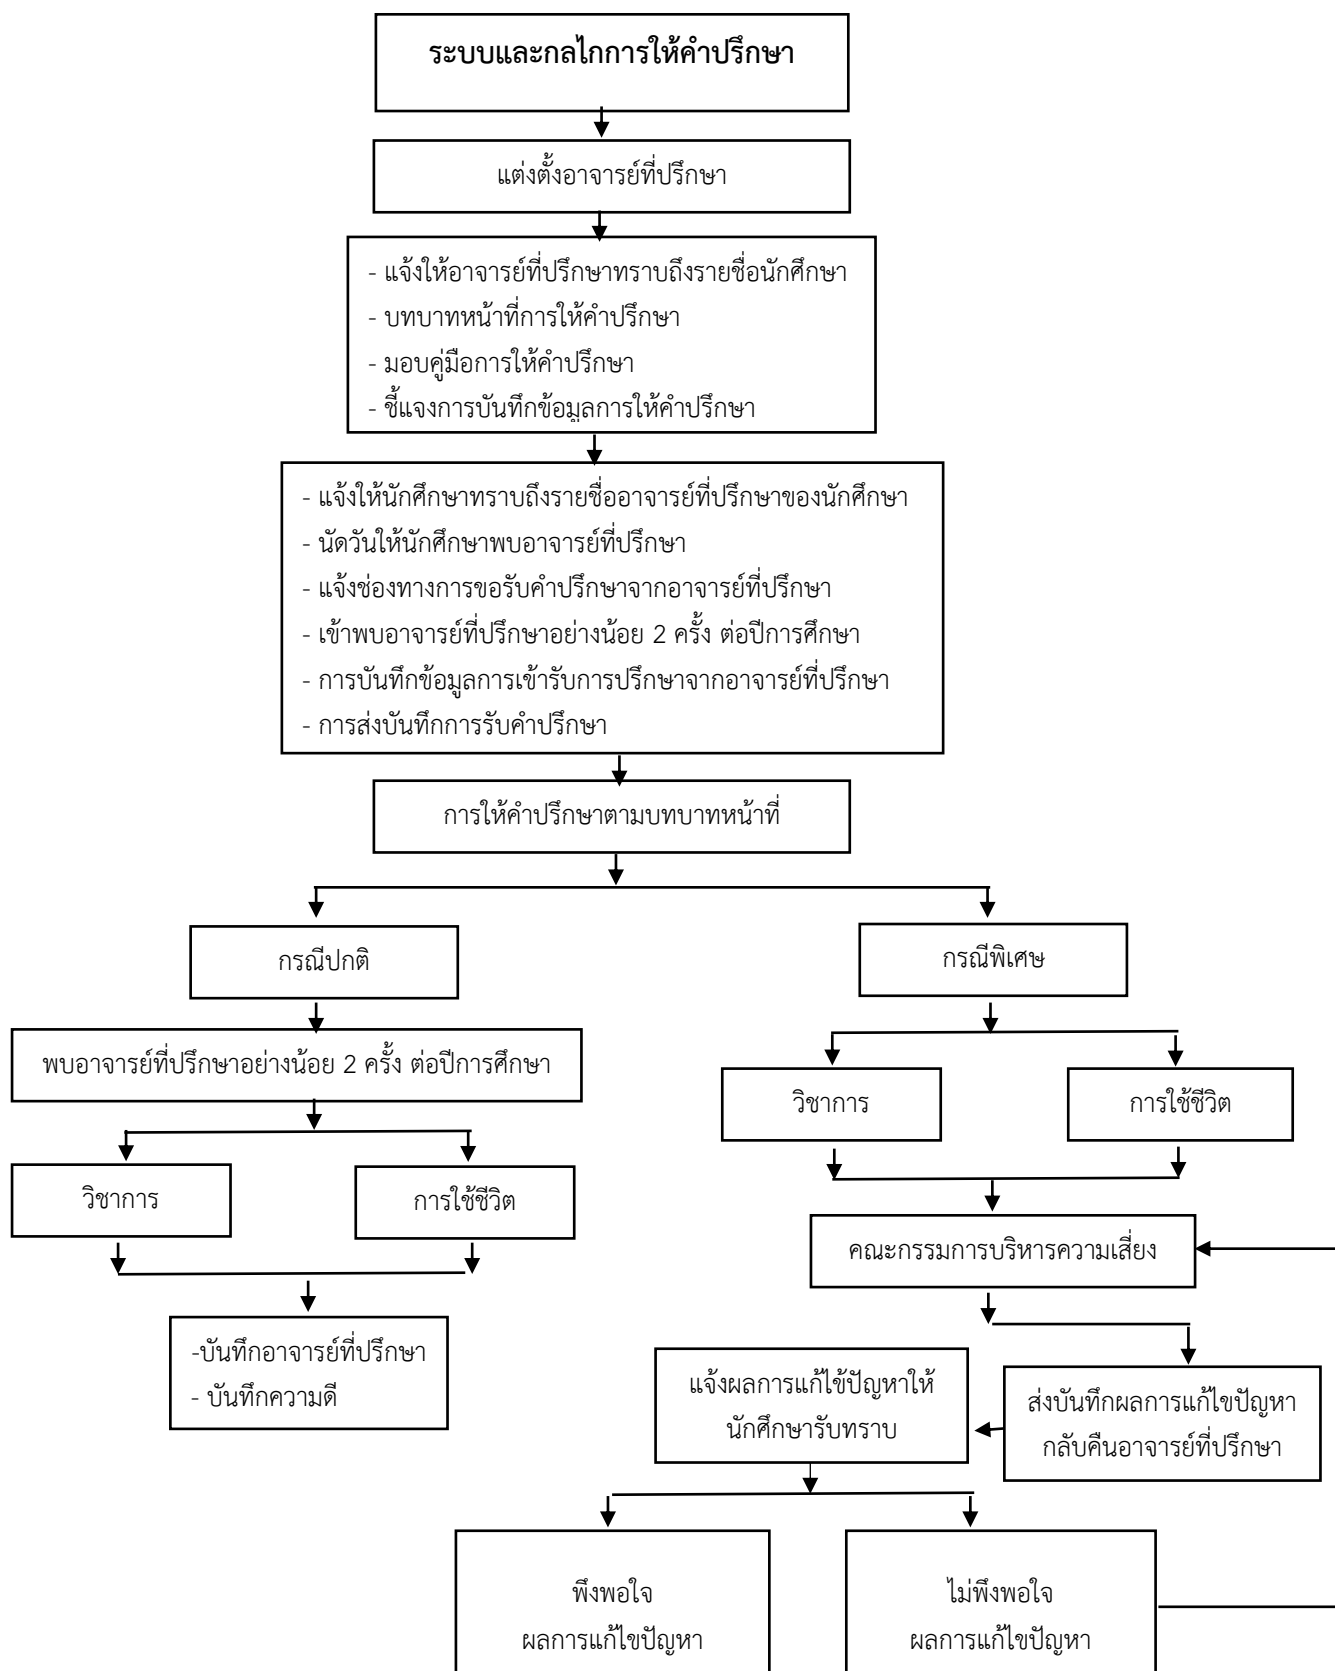 ระบบและกลไกการให้คำปรึกษา
แต่งตั้งอาจารย์ที่ปรึกษา
- แจ้งให้อาจารย์ที่ปรึกษาทราบถึงรายชื่อนักศึกษา
- บทบาทหน้าที่การให้คำปรึกษา
- มอบคู่มือการให้คำปรึกษา
- ชี้แจงการบันทึกข้อมูลการให้คำปรึกษา
- แจ้งให้นักศึกษาทราบถึงรายชื่ออาจารย์ที่ปรึกษาของนักศึกษา
- นัดวันให้นักศึกษาพบอาจารย์ที่ปรึกษา
- แจ้งช่องทางการขอรับคำปรึกษาจากอาจารย์ที่ปรึกษา
- เข้าพบอาจารย์ที่ปรึกษาอย่างน้อย 2 ครั้ง ต่อปีการศึกษา
- การบันทึกข้อมูลการเข้ารับการปรึกษาจากอาจารย์ที่ปรึกษา
- การส่งบันทึกการรับคำปรึกษา
การให้คำปรึกษาตามบทบาทหน้าที่
กรณีปกติ
กรณีพิเศษ
พบอาจารย์ที่ปรึกษาอย่างน้อย 2 ครั้ง ต่อปีการศึกษา
วิชาการ
การใช้ชีวิต
วิชาการ
การใช้ชีวิต
คณะกรรมการบริหารความเสี่ยง
-บันทึกอาจารย์ที่ปรึกษา
- บันทึกความดี
แจ้งผลการแก้ไข้ปัญหาให้
นักศึกษารับทราบ
ส่งบันทึกผลการแก้ไขปัญหา
กลับคืนอาจารย์ที่ปรึกษา
พึงพอใจ
ผลการแก้ไขปัญหา
ไม่พึงพอใจ
ผลการแก้ไขปัญหา